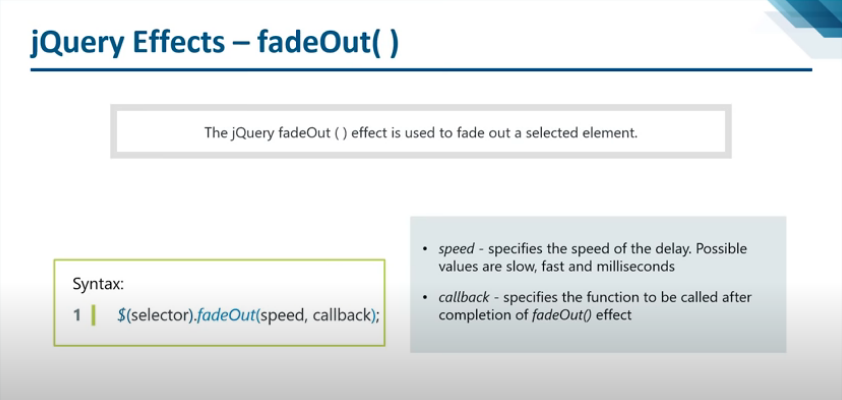 jQuery Effects – fadeOut( )
The jQuery fadeOut ( ) effect is used to fade out a selected element.
Syntax:
1 $(selector).fadeOut(speed, callback);
• speed - specifies the speed of the delay. Possible
values are slow, fast and milliseconds
• callback - specifies the function to be called after
completion of fadeOut() effect